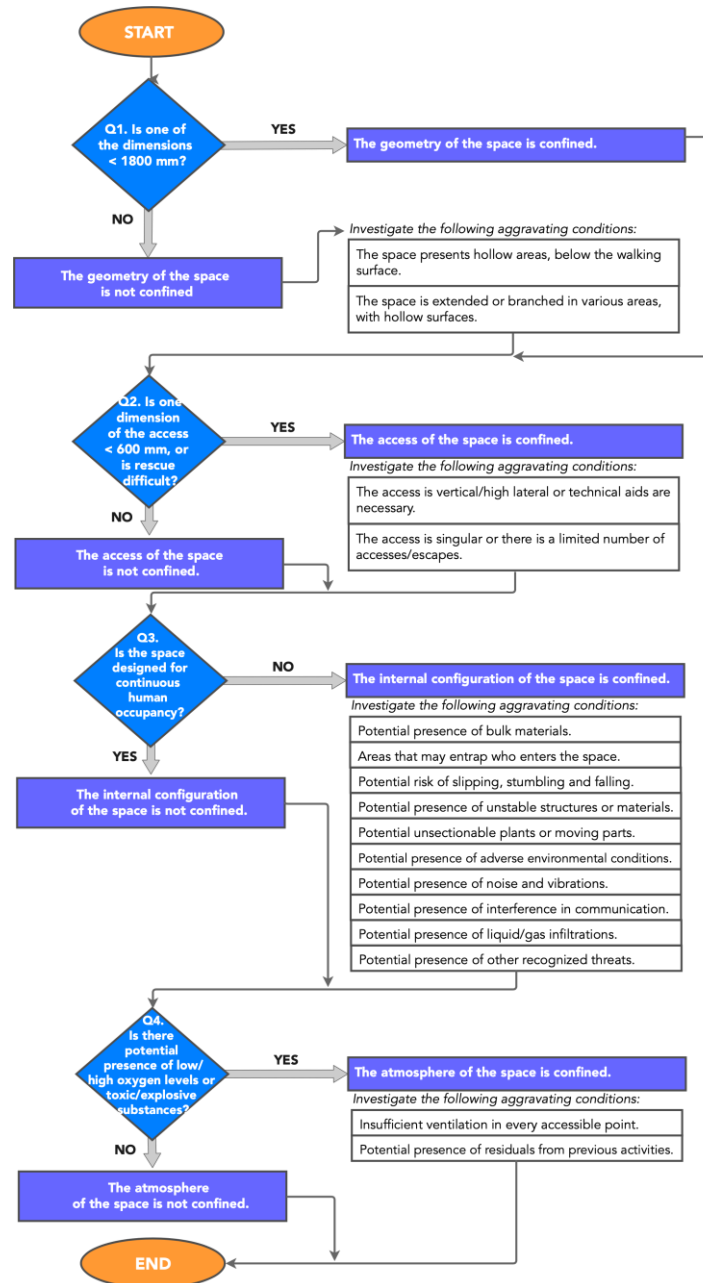 START
Q1. Is one of
the dimensions
< 1800 mm?
YES
The geometry of the space is confined.
NO
The geometry of the space
is not confined
Investigate the following aggravating conditions:
The space presents hollow areas, below the walking
surface.
The space is extended or branched in various areas,
with hollow surfaces.
Q2. Is one
dimension
of the access
< 600 mm, or
is rescue
difficult?
YES
The access of the space is confined.
Investigate the following aggravating conditions:
The access is vertical/high lateral or technical aids are
necessary.
The access is singular or there is a limited number of
accesses/escapes.
NO
The access of the space
is not confined.
Q3.
Is the space
designed for
continuous
human
occupancy?
NO
The internal configuration of the space is confined.
Investigate the following aggravating conditions:
Potential presence of bulk materials.
Areas that may entrap who enters the space.
Potential risk of slipping, stumbling and falling.
Potential presence of unstable structures or materials.
Potential unsectionable plants or moving parts.
Potential presence of adverse environmental conditions.
Potential presence of noise and vibrations.
Potential presence of interference in communication.
Potential presence of liquid/gas infiltrations.
Potential presence of other recognized threats.
YES
The internal configuration
of the space is not confined.
Q4.
Is there
potential
presence of low/
high oxygen levels or
toxic/explosive
substances?
YES
The atmosphere of the space is confined.
Investigate the following aggravating conditions:
Insufficient ventilation in every accessible point.
Potential presence of residuals from previous activities.
NO
The atmosphere
of the space is not confined.
END